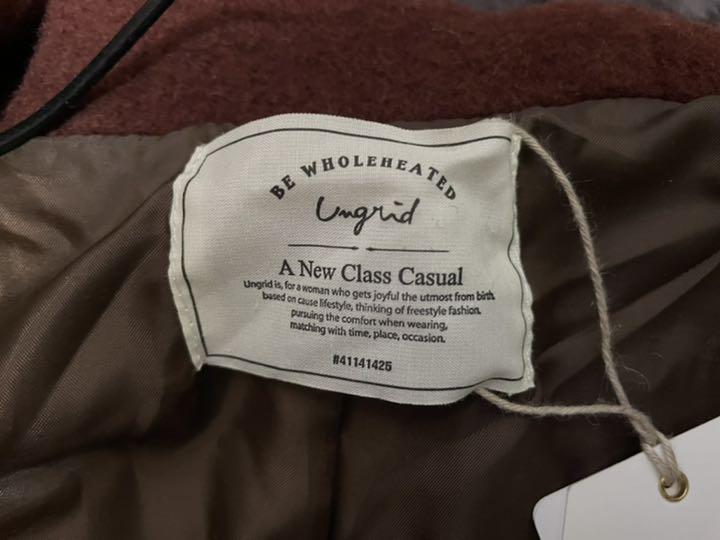 BE WHOLEHEATED
Ungrid
A New Class Casual
Ungrid is, for a woman who gets joyful the utmost from birth
based on cause lifestyle, thinking of freestyle fashion.
pursuing the comfort when wearing,
matching with time, place, occasion.
#41141425